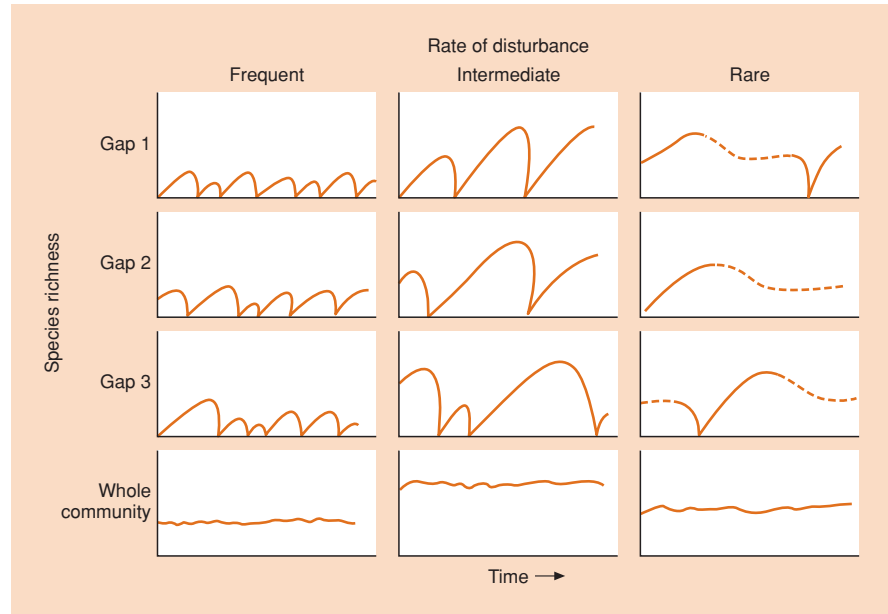 Rate of disturbance
Frequent
Intermediate
Rare
Species richness
Gap 1
Gap 2
Gap 3
Whole
community
Time